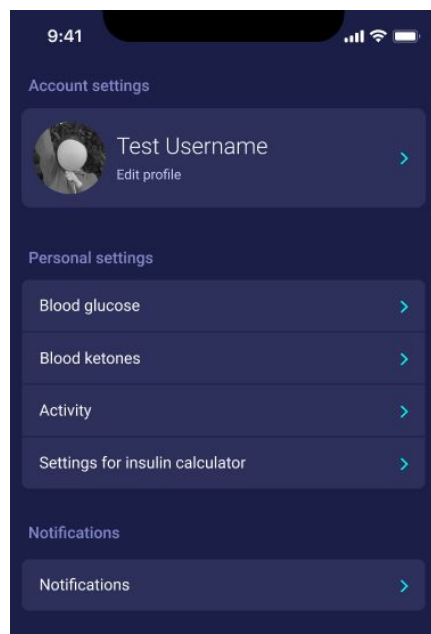 9:41
Account settings
Test Username
Edit profile
Personal settings
Blood glucose
Blood ketones
Activity
Settings for insulin calculator
Notifications
Notifications